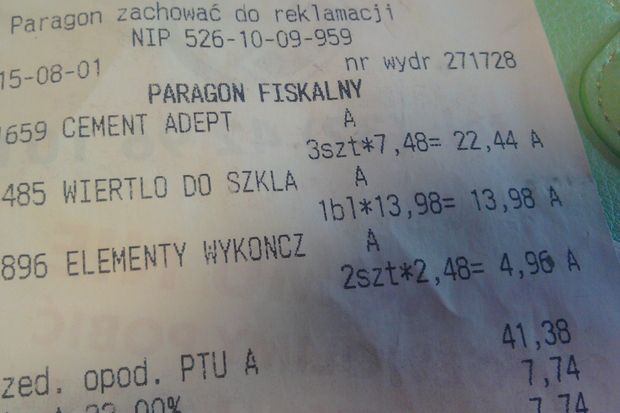 Paragon zachować do reklamacji
NIP 526-10-09-959
15-08-01 nr wydr 271728
PARAGON FISKALNY
1659 CEMENT ADEPT A
3szt*7,48= 22,44 A
485 WIERTLO DO SZKLA A
1bl*13,98= 13,98 A
896 ELEMENTY WYKONCZ A
2szt*2,48= 4,96 A
zed. opod. PTU A 41,38
7,74
7,74